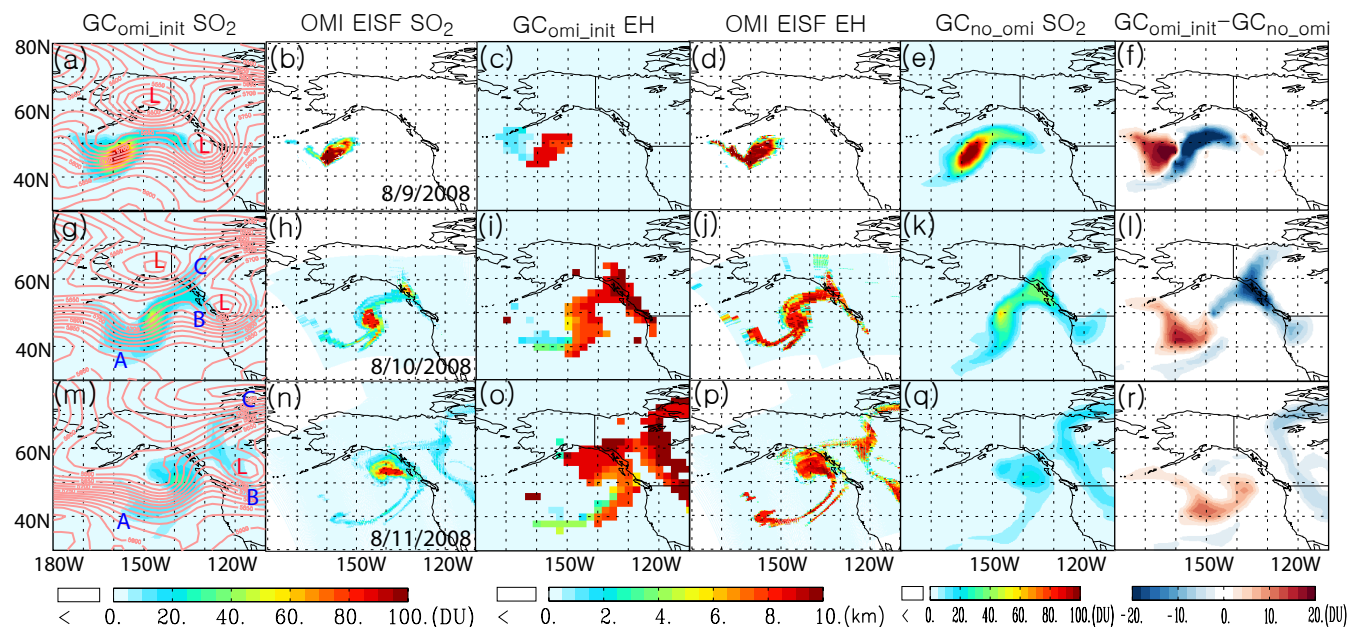 GComi_init SO2 OMI EISF SO2 GComi_init EH OMI EISF EH GCno_omi SO2 GComi_init−GCno_omi
80N (a) (b) (c) (d) (e) (f)
L
60N
L
40N
8/9/2008
(g) (h) (i) (j) (k) (l)
L C
60N
L
B
40N A
8/10/2008
(m) (n) (o) (p) (q) (r)
C
60N
L
B
40N A
8/11/2008
180W 150W 120W 150W 120W 150W 120W 150W 120W 150W 120W 150W 120W
< 0. 20. 40. 60. 80. 100.(DU) < 0. 2. 4. 6. 8. 10.(km) < 0. 20. 40. 60. 80. 100.(DU) -20. -10. 0. 10. 20.(DU)